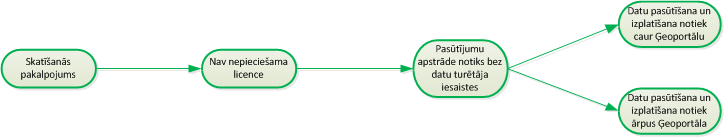 Skatīšanās
pakalpojums
Nav nepieciešama
licence
Pasūtījumu
apstrāde notiks bez
datu turētāja
iesaistes
Datu pasūtīšana un
izplatīšana notiek
caur Ģeoportālu
Datu pasūtīšana un
izplatīšana notiek
ārpus Ģeoportāla